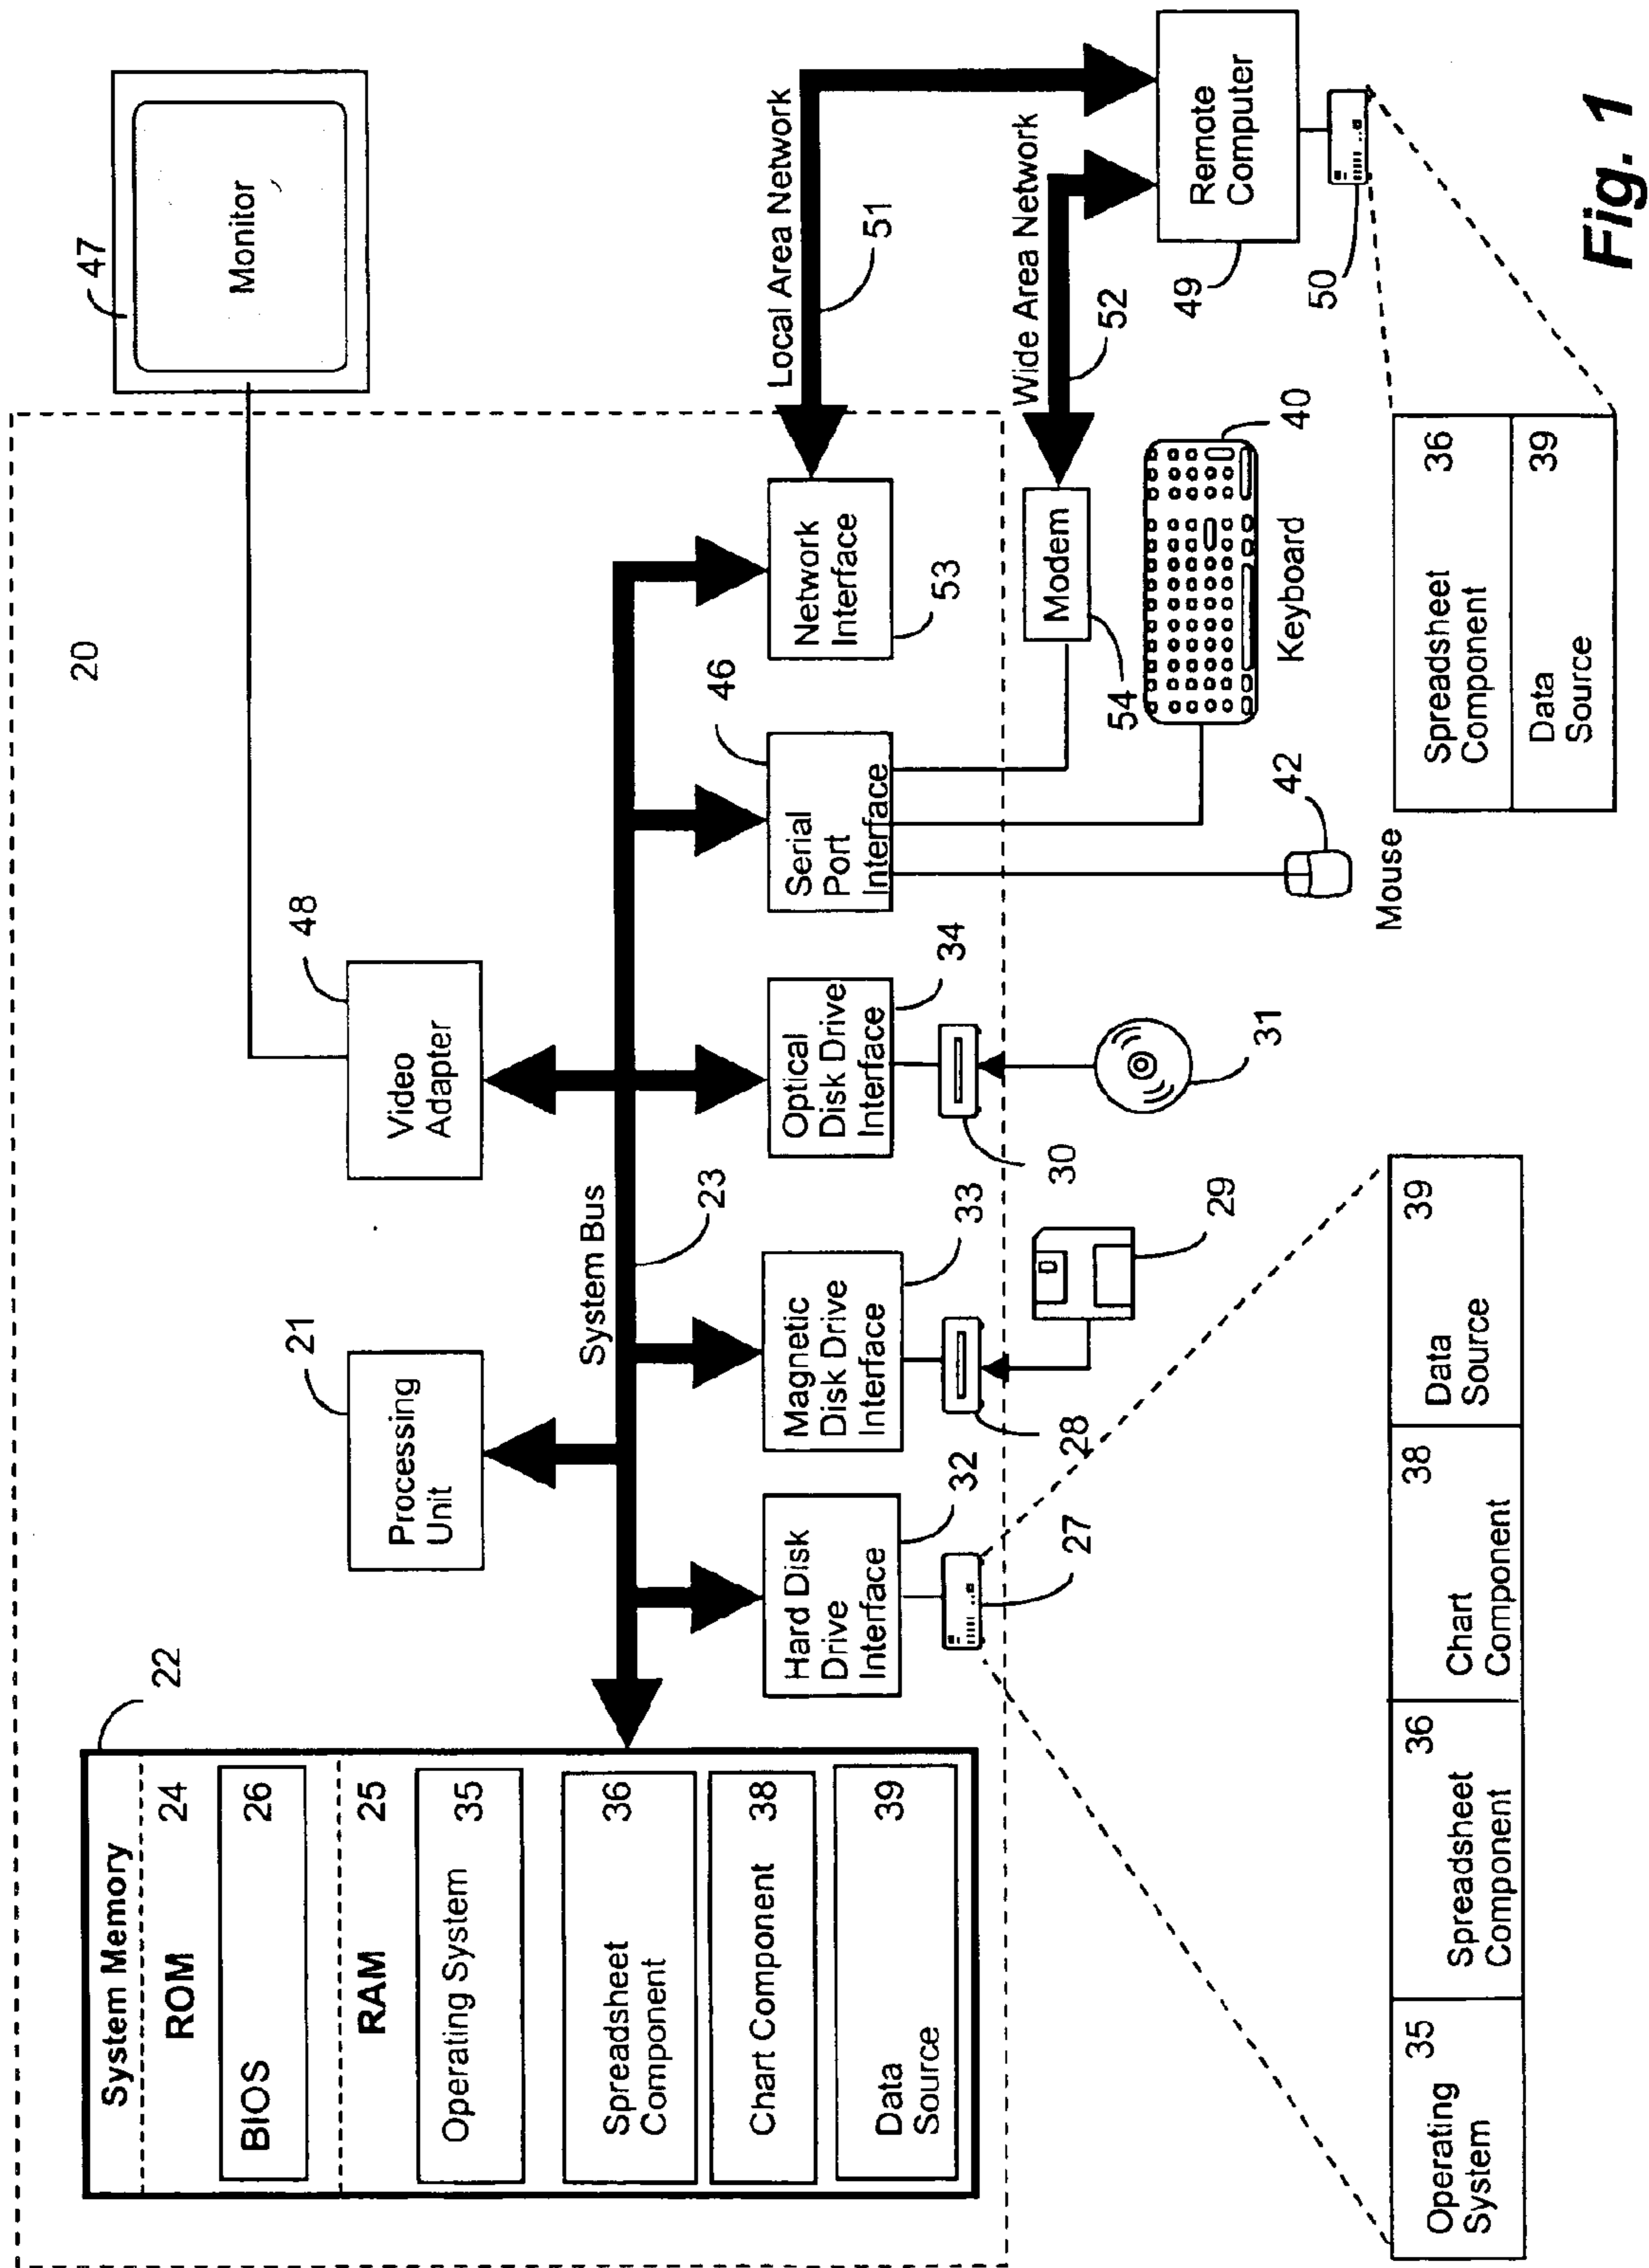 20
System Memory
22
ROM
24
BIOS
26
RAM
25
Operating System
35
Spreadsheet
Component
36
Chart Component
38
Data
Source
39
Processing
Unit
21
Video
Adapter
48
47
Monitor
System Bus
23
Hard Disk
Drive
Interface
32
Magnetic
Disk Drive
Interface
33
Optical
Disk Drive
Interface
34
Serial
Port
Interface
46
Network
Interface
53
Local Area Network
51
Wide Area Network
52
27
28
29
30
31
Modem
54
Keyboard
40
Mouse
42
Remote
Computer
49
50
Operating
System
35
Spreadsheet
Component
36
Chart
Component
38
Data
Source
39
Spreadsheet
Component
36
Data
Source
39
Fig. 1